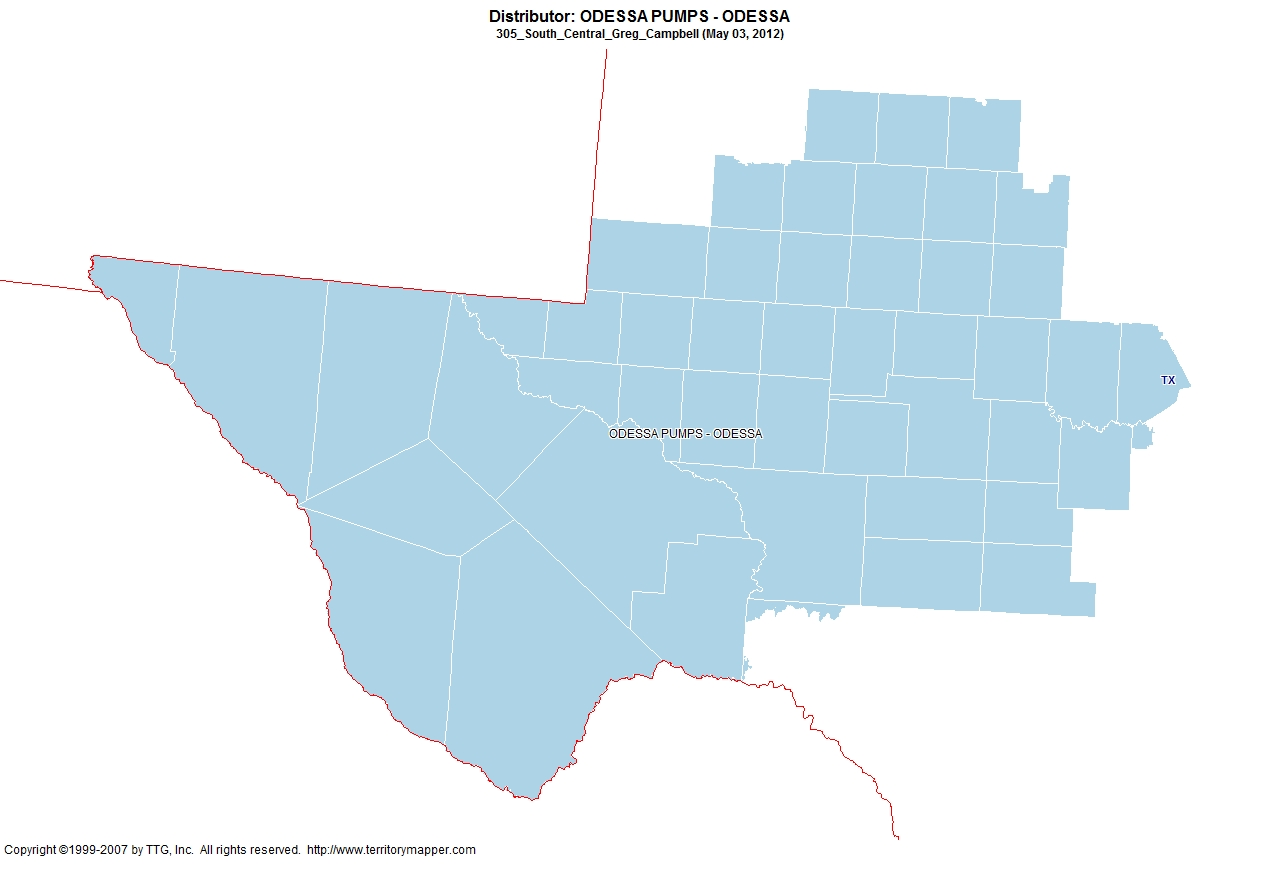 Distributor: ODESSA PUMPS - ODESSA
305_South_Central_Greg_Campbell (May 03, 2012)
TX
ODESSA PUMPS - ODESSA
Copyright ©1999-2007 by TTG, Inc.  All rights reserved.  http://www.territorymapper.com